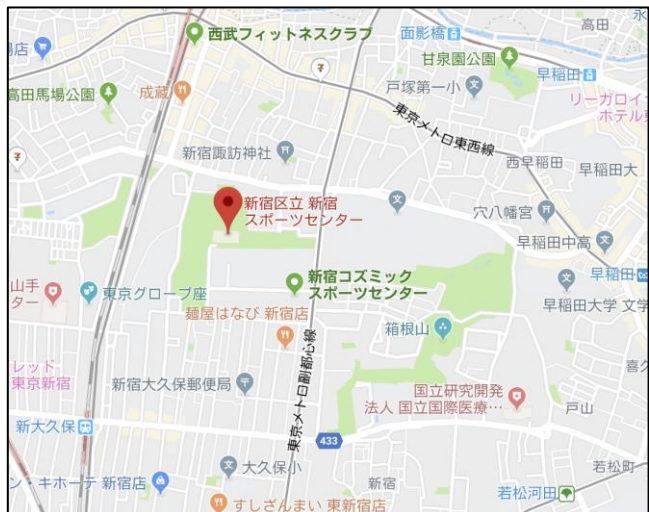 西武フィットネスクラブ
面影橋
高田
甘泉園公園
早稲田
高田馬場公園
成蔵
戸塚第一小
リーガロイ
ホテル
東京メトロ東西線
新宿諏訪神社
西早稲田
早稲田大
新宿区立 新宿
スポーツセンター
穴八幡宮
早稲田中高
早稲田
山手
ター
東京グローブ座
新宿コズミック
スポーツセンター
早稲田大学 文学
麺屋はなび 新宿店
箱根山
レッド
東京新宿
東京メトロ副都心線
新宿大久保郵便局
国立研究開発
法人 国立国際医療…
戸山
新大久保
433
大久保小
若松町
ン・キホーテ 新宿店
新宿
若松河田
すしざんまい 東新宿店